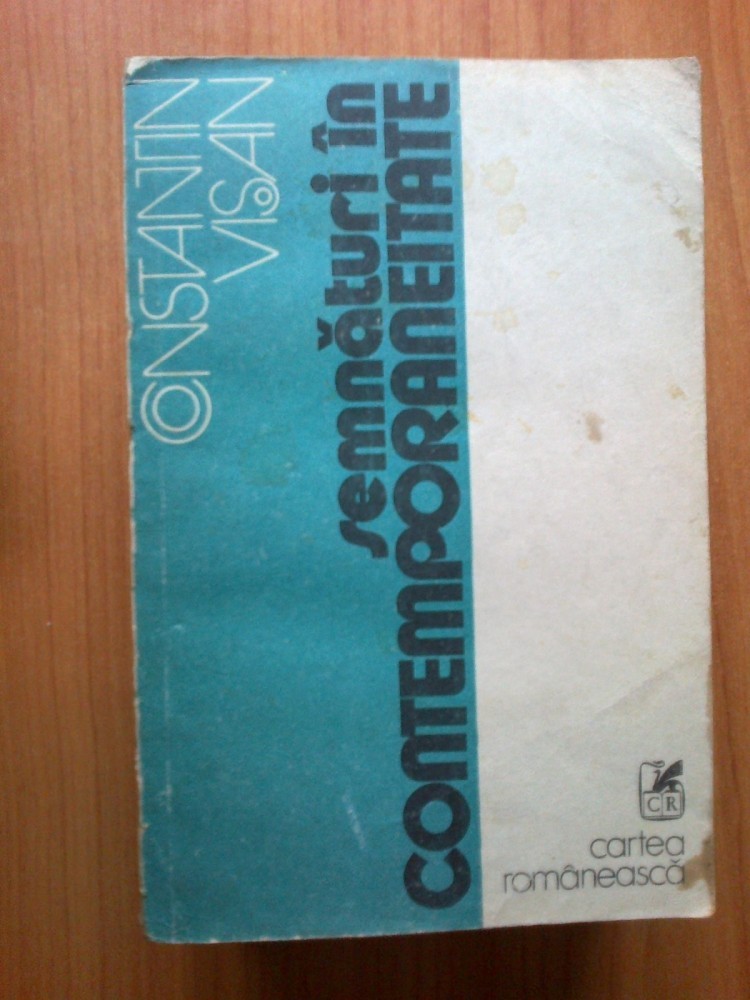 CONSTANTIN
VIȘAN
semnături în
CONTEMPORANEITATE
CR
cartea
românească